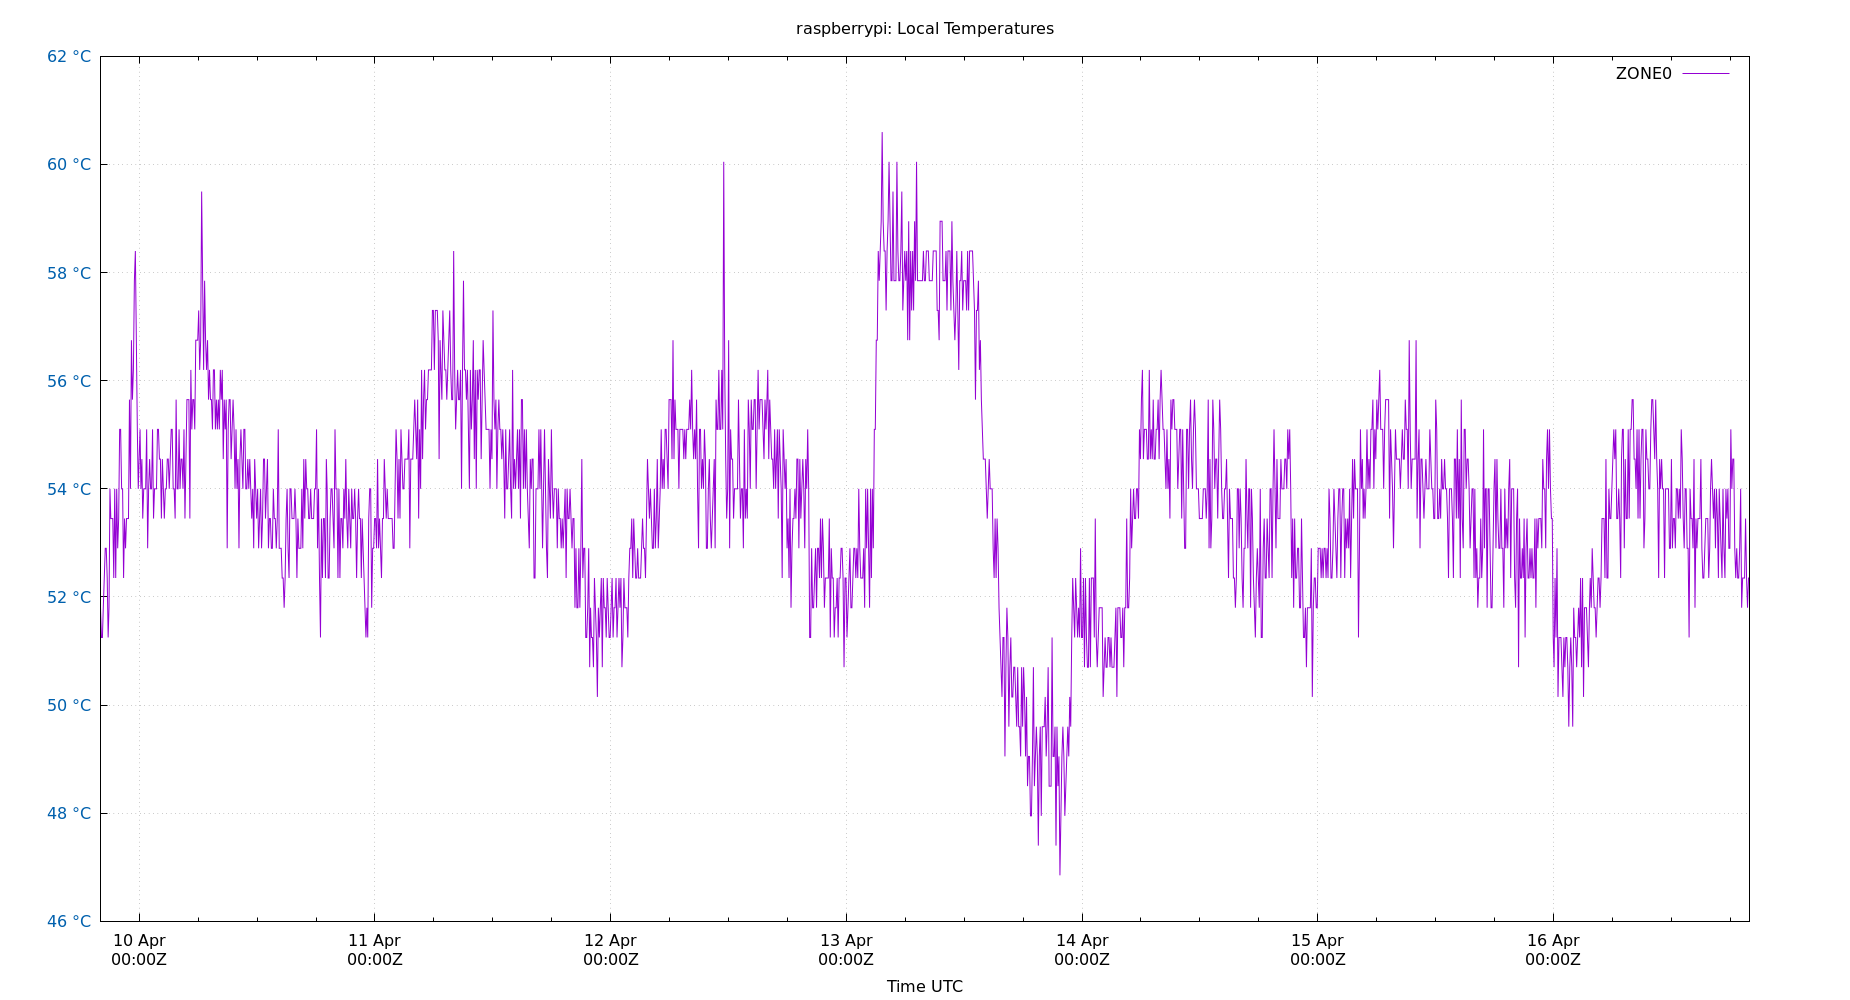 raspberrypi: Local Temperatures
62 °C
ZONE0
60 °C
58 °C
56 °C
54 °C
52 °C
50 °C
48 °C
46 °C
10 Apr 11 Apr 12 Apr 13 Apr 14 Apr 15 Apr 16 Apr
00:00Z 00:00Z 00:00Z 00:00Z 00:00Z 00:00Z 00:00Z
Time UTC